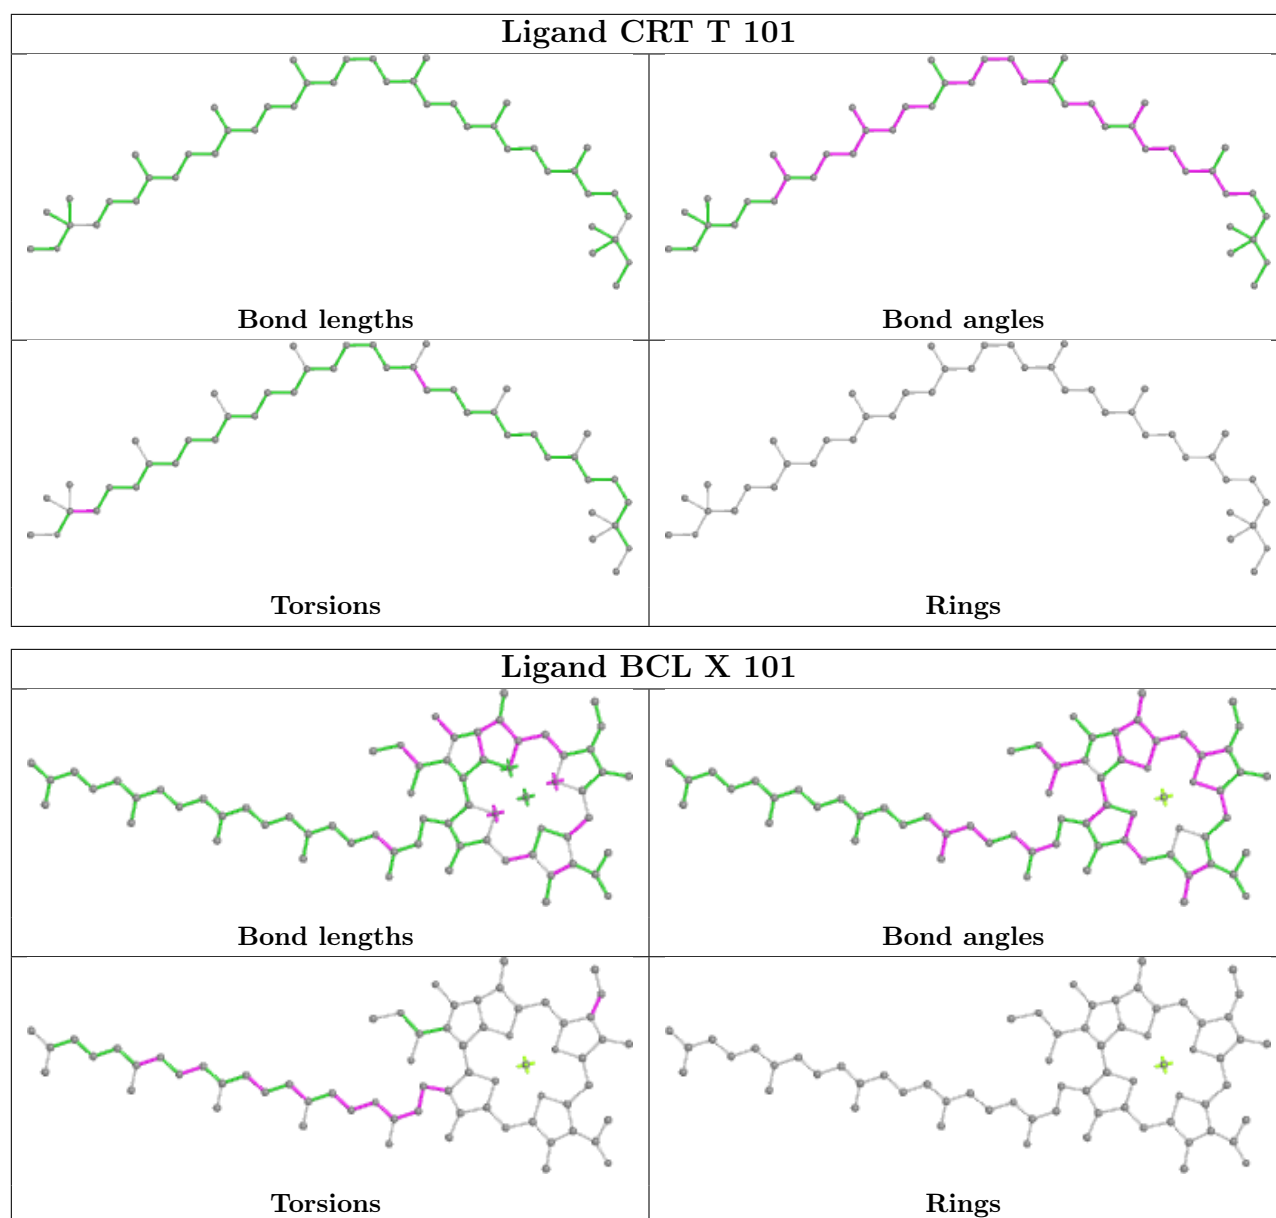 Ligand CRT T 101
Bond lengths
Bond angles
Torsions
Rings
Ligand BCL X 101
Bond lengths
Bond angles
Torsions
Rings